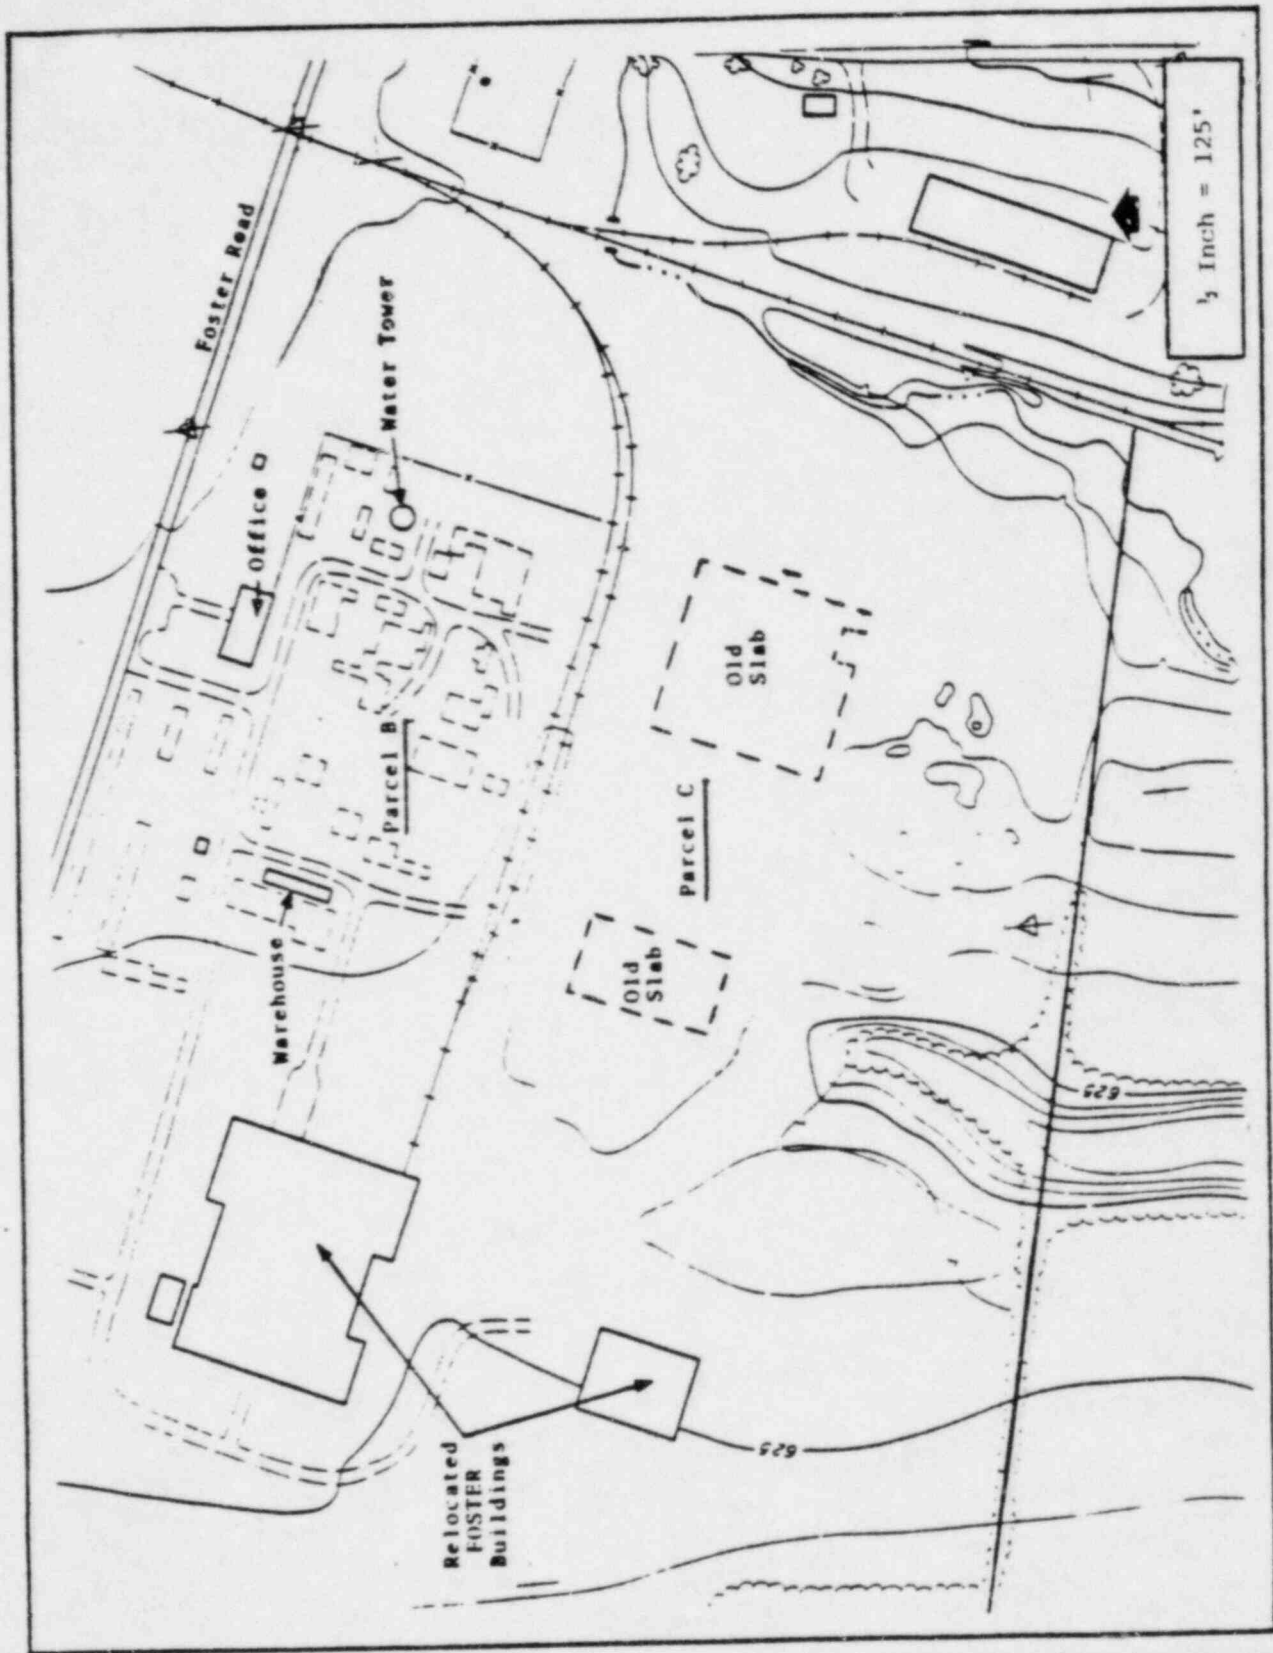 Foster Road
Office
Warehouse
Water Tower
Parcel B
Relocated
FOSTER
Buildings
Old
Slab
Parcel C
Old
Slab
625
625
½ Inch = 125'